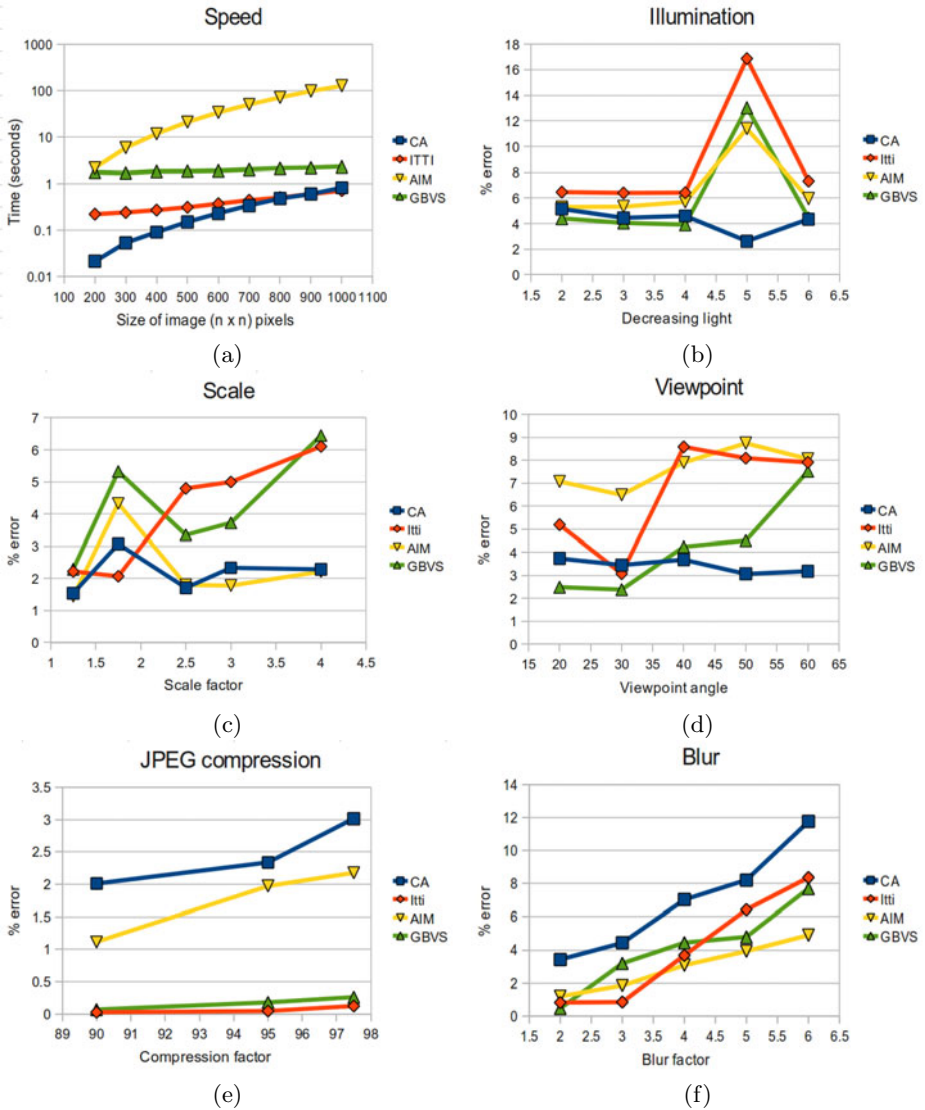 Speed
1000
100
10
1
0.1
0.01
Time (seconds)
100 200 300 400 500 600 700 800 900 1000 1100
Size of image (n x n) pixels
CA
ITTI
AIM
GBVS
(a)
Illumination
18
16
14
12
10
8
6
4
2
0
% error
1.5 2 2.5 3 3.5 4 4.5 5 5.5 6 6.5
Decreasing light
CA
Itti
AIM
GBVS
(b)
Scale
7
6
5
4
3
2
1
0
% error
1 1.5 2 2.5 3 3.5 4 4.5
Scale factor
CA
Itti
AIM
GBVS
(c)
Viewpoint
10
9
8
7
6
5
4
3
2
1
0
% error
15 20 25 30 35 40 45 50 55 60 65
Viewpoint angle
CA
Itti
AIM
GBVS
(d)
JPEG compression
3.5
3
2.5
2
1.5
1
0.5
0
% error
89 90 91 92 93 94 95 96 97 98
Compression factor
CA
Itti
AIM
GBVS
(e)
Blur
14
12
10
8
6
4
2
0
% error
1.5 2 2.5 3 3.5 4 4.5 5 5.5 6 6.5
Blur factor
CA
Itti
AIM
GBVS
(f)